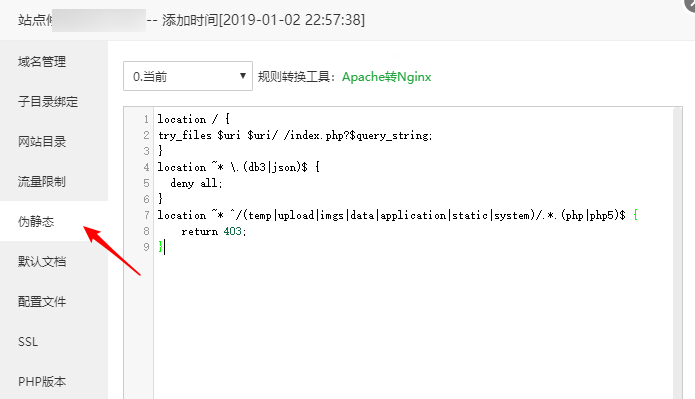 站点修 -- 添加时间[2019-01-02 22:57:38]
域名管理
子目录绑定
网站目录
流量限制
伪静态
默认文档
配置文件
SSL
PHP版本
0.当前 规则转换工具：Apache转Nginx
1 location / {
2 try_files $uri $uri/ /index.php?$query_string;
3 }
4 location ~* \.(db3|json)$ {
5   deny all;
6 }
7 location ~* ^/(temp|upload|imgs|data|application|static|system)/.*.(php|php5)$ {
8     return 403;
9 }